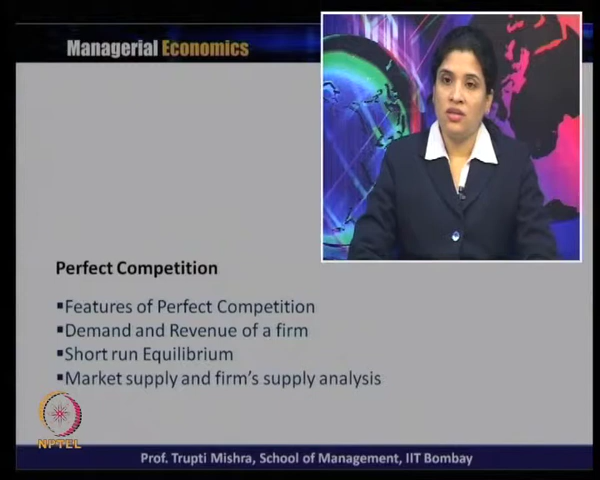 Managerial Economics
Perfect Competition
▪Features of Perfect Competition
▪Demand and Revenue of a firm
▪Short run Equilibrium
▪Market supply and firm's supply analysis
NPTEL
Prof. Trupti Mishra, School of Management, IIT Bombay